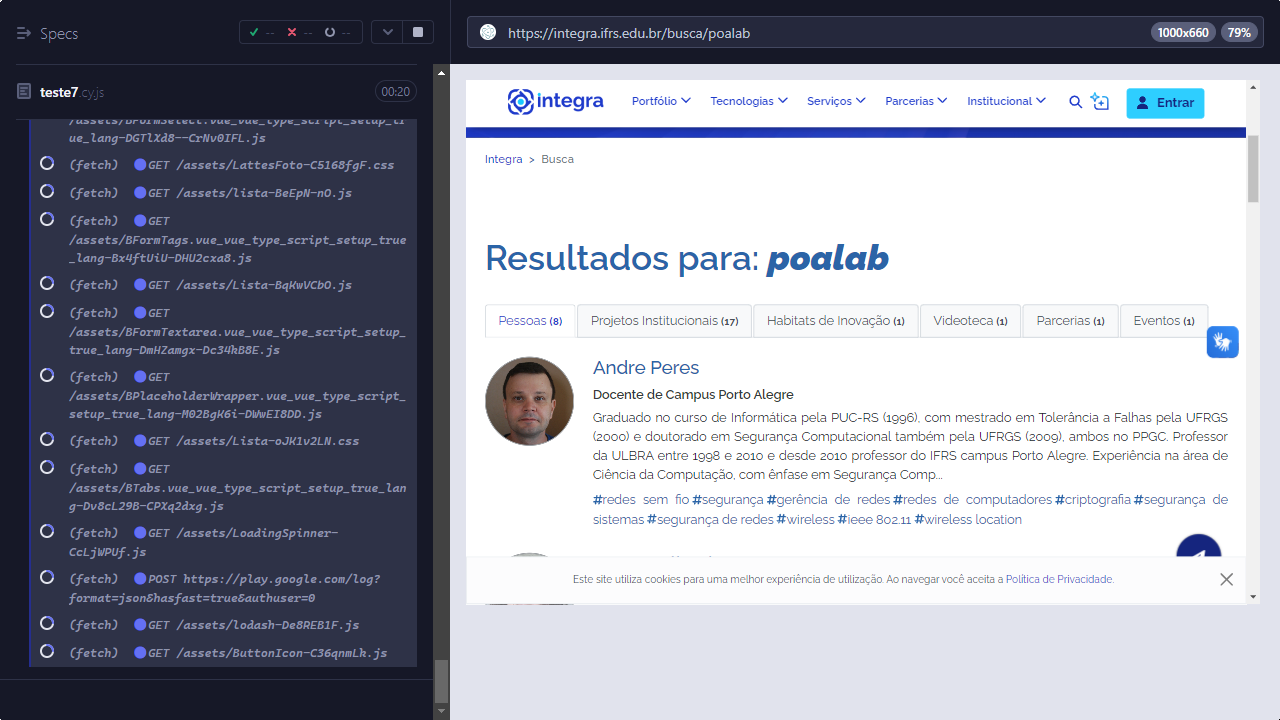 Specs
--
--
--
https://integra.ifrs.edu.br/busca/poalab
1000x660
79%
teste7.cy.js
00:20
/assets/BFormSelect.vue_vue_type_script_setup_tr
ue_lang-DGTlXd8--CrNv0IFL.js
(fetch) GET /assets/LattesFoto-C5168fgF.css
(fetch) GET /assets/lista-BeEpN-nO.js
(fetch) GET
/assets/BFormTags.vue_vue_type_script_setup_true
_lang-Bx4ftUiU-DHU2cxa8.js
(fetch) GET /assets/Lista-BqKwVCbO.js
(fetch) GET
/assets/BFormTextarea.vue_vue_type_script_setup_
true_lang-DmHZamgx-Dc34kB8E.js
(fetch) GET
/assets/BPlaceholderWrapper.vue_vue_type_script_
setup_true_lang-M02BgK6i-DWwEI8DD.js
(fetch) GET /assets/Lista-oJK1v2LN.css
(fetch) GET
/assets/BTabs.vue_vue_type_script_setup_true_lan
g-Dv8cL29B-CPXq2dxg.js
(fetch) GET /assets/LoadingSpinner-
CcLjWPUf.js
(fetch) POST https://play.google.com/log?
format=json&hasfast=true&authuser=0
(fetch) GET /assets/lodash-De8REB1F.js
(fetch) GET /assets/ButtonIcon-C36qnmLk.js
integra
Portfólio
Tecnologias
Serviços
Parcerias
Institucional
Entrar
Integra > Busca
Resultados para: poalab
Pessoas (8)
Projetos Institucionais (17)
Habitats de Inovação (1)
Videoteca (1)
Parcerias (1)
Eventos (1)
Andre Peres
Docente de Campus Porto Alegre
Graduado no curso de Informática pela PUC-RS (1996), com mestrado em Tolerância a Falhas pela UFRGS
(2000) e doutorado em Segurança Computacional também pela UFRGS (2009), ambos no PPGC. Professor
da ULBRA entre 1998 e 2010 e desde 2010 professor do IFRS campus Porto Alegre. Experiência na área de
Ciência da Computação, com ênfase em Segurança Comp...
#redes sem fio #segurança #gerência de redes #redes de computadores #criptografia #segurança de
sistemas #segurança de redes #wireless #ieee 802.11 #wireless location
Este site utiliza cookies para uma melhor experiência de utilização. Ao navegar você aceita a Política de Privacidade.